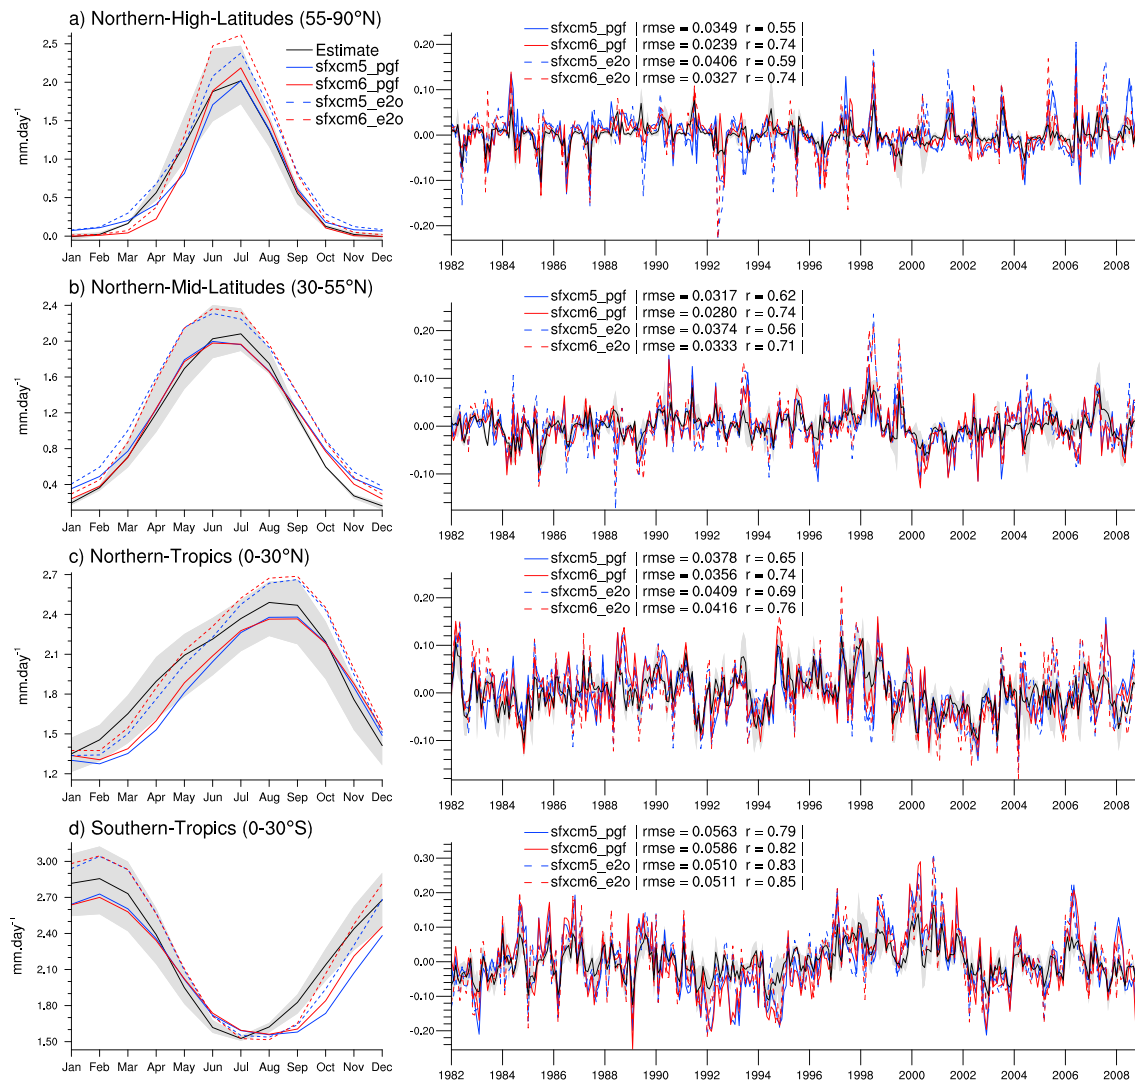 a) Northern-High-Latitudes (55-90°N)
2.5
2.0
1.5
1.0
0.5
0.0
mm.day-1
Estimate
sfxcm5_pgf
sfxcm6_pgf
sfxcm5_e2o
sfxcm6_e2o
Jan Feb Mar Apr May Jun Jul Aug Sep Oct Nov Dec
sfxcm5_pgf | rmse = 0.0349 r = 0.55 |
sfxcm6_pgf | rmse = 0.0239 r = 0.74 |
sfxcm5_e2o | rmse = 0.0406 r = 0.59 |
sfxcm6_e2o | rmse = 0.0327 r = 0.74 |
0.20
0.10
0.00
-0.10
-0.20
1982 1984 1986 1988 1990 1992 1994 1996 1998 2000 2002 2004 2006 2008
b) Northern-Mid-Latitudes (30-55°N)
2.4
2.0
1.6
1.2
0.8
0.4
mm.day-1
Jan Feb Mar Apr May Jun Jul Aug Sep Oct Nov Dec
sfxcm5_pgf | rmse = 0.0317 r = 0.62 |
sfxcm6_pgf | rmse = 0.0280 r = 0.74 |
sfxcm5_e2o | rmse = 0.0374 r = 0.56 |
sfxcm6_e2o | rmse = 0.0333 r = 0.71 |
0.20
0.10
0.00
-0.10
1982 1984 1986 1988 1990 1992 1994 1996 1998 2000 2002 2004 2006 2008
c) Northern-Tropics (0-30°N)
2.7
2.4
2.1
1.8
1.5
1.2
mm.day-1
Jan Feb Mar Apr May Jun Jul Aug Sep Oct Nov Dec
sfxcm5_pgf | rmse = 0.0378 r = 0.65 |
sfxcm6_pgf | rmse = 0.0356 r = 0.74 |
sfxcm5_e2o | rmse = 0.0409 r = 0.69 |
sfxcm6_e2o | rmse = 0.0416 r = 0.76 |
0.20
0.10
0.00
-0.10
1982 1984 1986 1988 1990 1992 1994 1996 1998 2000 2002 2004 2006 2008
d) Southern-Tropics (0-30°S)
3.00
2.70
2.40
2.10
1.80
1.50
mm.day-1
Jan Feb Mar Apr May Jun Jul Aug Sep Oct Nov Dec
sfxcm5_pgf | rmse = 0.0563 r = 0.79 |
sfxcm6_pgf | rmse = 0.0586 r = 0.82 |
sfxcm5_e2o | rmse = 0.0510 r = 0.83 |
sfxcm6_e2o | rmse = 0.0511 r = 0.85 |
0.30
0.20
0.10
0.00
-0.10
-0.20
1982 1984 1986 1988 1990 1992 1994 1996 1998 2000 2002 2004 2006 2008